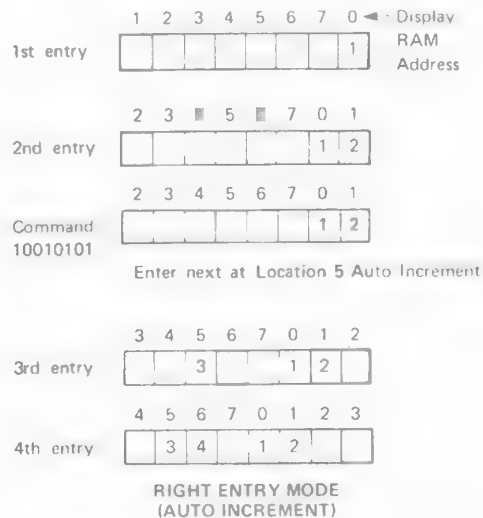 1 2 3 4 5 6 7 0 Display
1st entry 1 RAM
Address
2 3 5 7 0 1
2nd entry 1 2
2 3 4 5 6 7 0 1
Command 1 2
10010101
Enter next at Location 5 Auto Increment
3 4 5 6 7 0 1 2
3rd entry 3 1 2
4 5 6 7 0 1 2 3
4th entry 3 4 1 2
RIGHT ENTRY MODE
(AUTO INCREMENT)